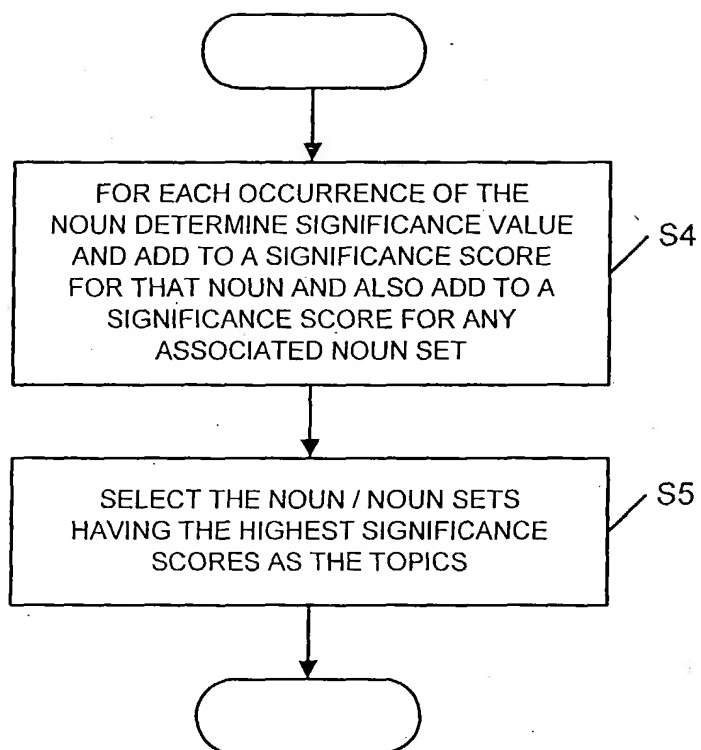 FOR EACH OCCURRENCE OF THE
NOUN DETERMINE SIGNIFICANCE VALUE
AND ADD TO A SIGNIFICANCE SCORE
FOR THAT NOUN AND ALSO ADD TO A
SIGNIFICANCE SCORE FOR ANY
ASSOCIATED NOUN SET
S4
SELECT THE NOUN / NOUN SETS
HAVING THE HIGHEST SIGNIFICANCE
SCORES AS THE TOPICS
S5